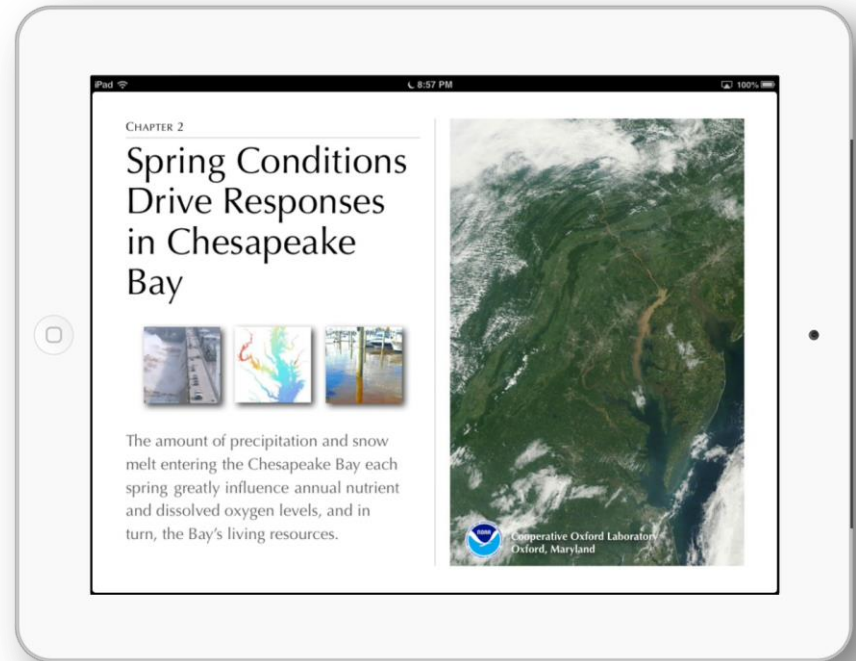 iPad 8:57 PM 100%
CHAPTER 2
Spring Conditions
Drive Responses
in Chesapeake
Bay
The amount of precipitation and snow
melt entering the Chesapeake Bay each
spring greatly influence annual nutrient
and dissolved oxygen levels, and in
turn, the Bay's living resources.
NOAA
Cooperative Oxford Laboratory
Oxford, Maryland